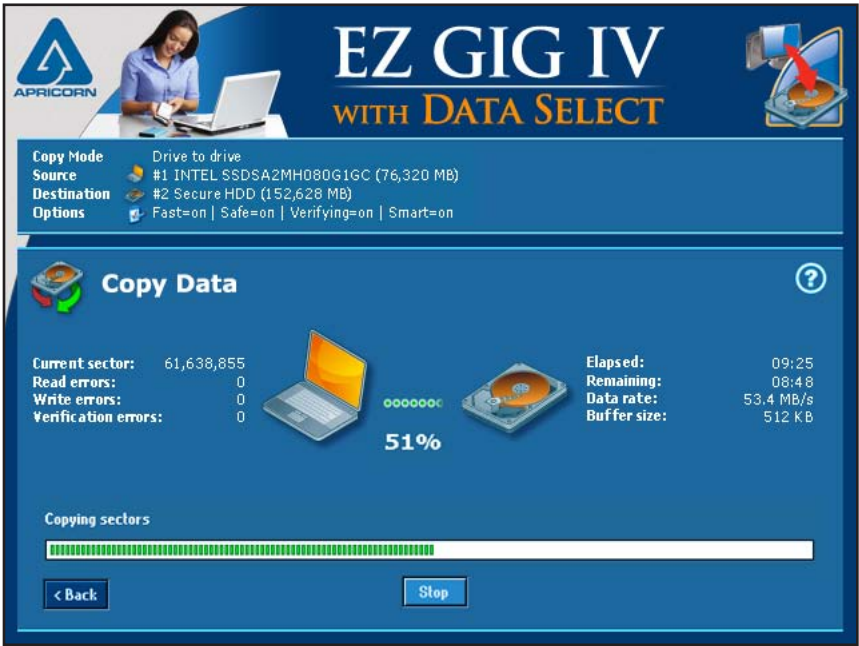 APRICORN
EZ GIG IV
WITH DATA SELECT
Copy Mode Drive to drive
Source #1 INTEL SSDSA2MH080G1GC (76,320 MB)
Destination #2 Secure HDD (152,628 MB)
Options Fast=on | Safe=on | Verifying=on | Smart=on
Copy Data
?
Current sector: 61,638,855
Read errors: 0
Write errors: 0
Verification errors: 0
51%
Elapsed: 09:25
Remaining: 08:48
Data rate: 53.4 MB/s
Buffer size: 512 KB
Copying sectors
< Back
Stop